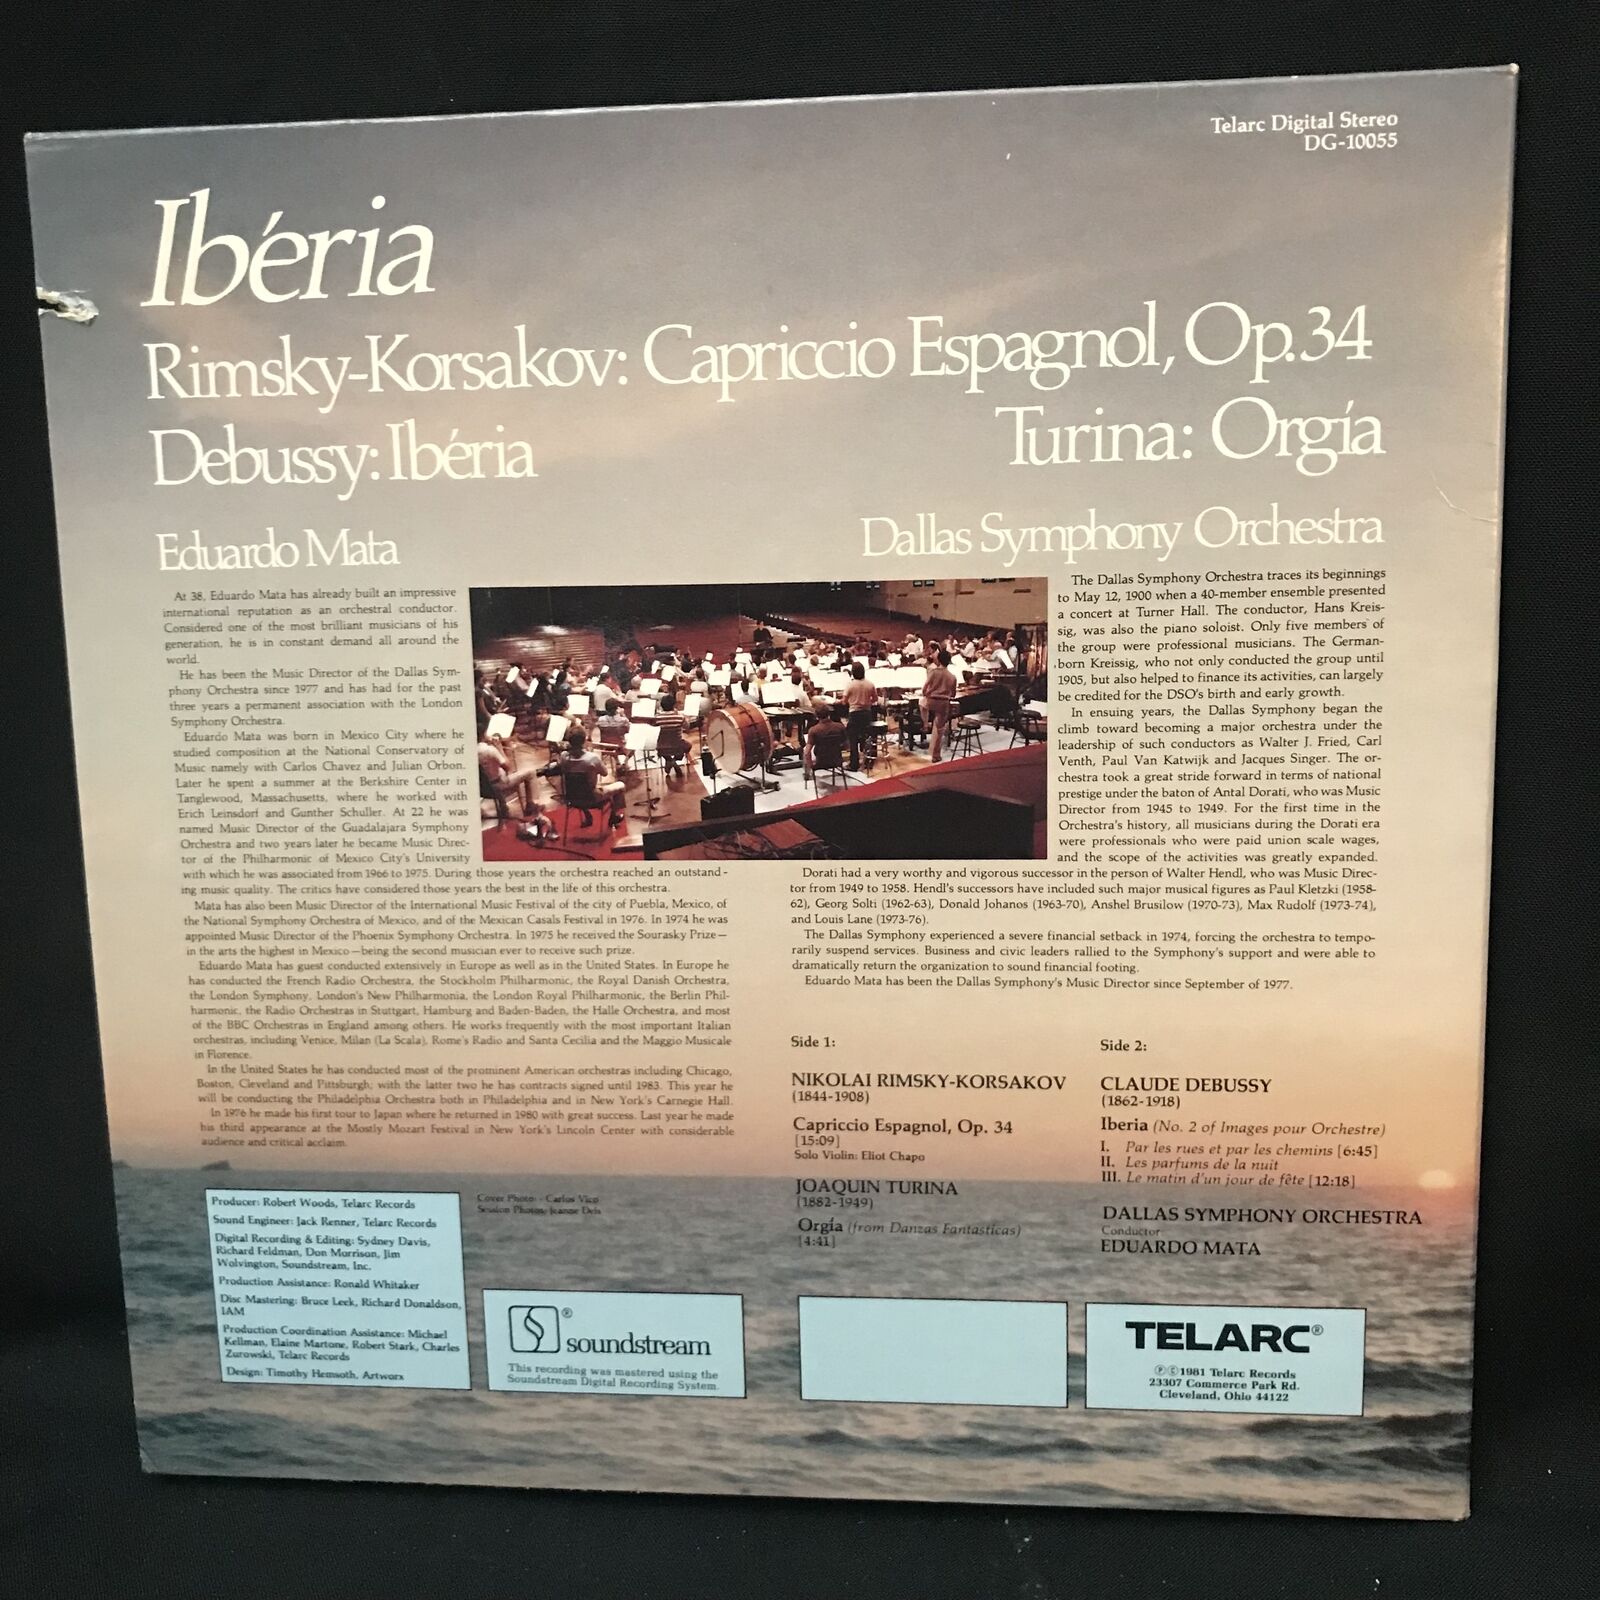 Telarc Digital Stereo
DG-10055
Ibéria
Rimsky-Korsakov: Capriccio Espagnol, Op.34
Debussy: Ibéria
Turina: Orgía
Eduardo Mata
Dallas Symphony Orchestra
At 38, Eduardo Mata has already built an impressive
international reputation as an orchestral conductor.
Considered one of the most brilliant musicians of his
generation, he is in constant demand all around the
world.
He has been the Music Director of the Dallas Sym-
phony Orchestra since 1977 and has had for the past
three years a permanent association with the London
Symphony Orchestra.
Eduardo Mata was born in Mexico City where he
studied composition at the National Conservatory of
Music namely with Carlos Chavez and Julian Orbon.
Later he spent a summer at the Berkshire Center in
Tanglewood, Massachusetts, where he worked with
Erich Leinsdorf and Gunther Schuller. At 22 he was
named Music Director of the Guadalajara Symphony
Orchestra and two years later he became Music Direc-
tor of the Philharmonic of Mexico City's University
with which he was associated from 1966 to 1975. During those years the orchestra reached an outstand-
ing music quality. The critics have considered those years the best in the life of this orchestra.
Mata has also been Music Director of the International Music Festival of the city of Puebla, Mexico, of
the National Symphony Orchestra of Mexico, and of the Mexican Casals Festival in 1976. In 1974 he was
appointed Music Director of the Phoenix Symphony Orchestra. In 1975 he received the Sourasky Prize—
in the arts the highest in Mexico—being the second musician ever to receive such prize.
Eduardo Mata has guest conducted extensively in Europe as well as in the United States. In Europe he
has conducted the French Radio Orchestra, the Stockholm Philharmonic, the Royal Danish Orchestra,
the London Symphony, London's New Philharmonia, the London Royal Philharmonic, the Berlin Phil-
harmonic, the Radio Orchestras in Stuttgart, Hamburg and Baden-Baden, the Halle Orchestra, and most
of the BBC Orchestras in England among others. He works frequently with the most important Italian
orchestras, including Venice, Milan (La Scala), Rome's Radio and Santa Cecilia and the Maggio Musicale
in Florence.
In the United States he has conducted most of the prominent American orchestras including Chicago,
Boston, Cleveland and Pittsburgh; with the latter two he has contracts signed until 1983. This year he
will be conducting the Philadelphia Orchestra both in Philadelphia and in New York's Carnegie Hall.
In 1976 he made his first tour to Japan where he returned in 1980 with great success. Last year he made
his third appearance at the Mostly Mozart Festival in New York's Lincoln Center with considerable
audience and critical acclaim.
The Dallas Symphony Orchestra traces its beginnings
to May 12, 1900 when a 40-member ensemble presented
a concert at Turner Hall. The conductor, Hans Kreis-
sig, was also the piano soloist. Only five members of
the group were professional musicians. The German-
born Kreissig, who not only conducted the group until
1905, but also helped to finance its activities, can largely
be credited for the DSO's birth and early growth.
In ensuing years, the Dallas Symphony began the
climb toward becoming a major orchestra under the
leadership of such conductors as Walter J. Fried, Carl
Venth, Paul Van Katwijk and Jacques Singer. The or-
chestra took a great stride forward in terms of national
prestige under the baton of Antal Dorati, who was Music
Director from 1945 to 1949. For the first time in the
Orchestra's history, all musicians during the Dorati era
were professionals who were paid union scale wages,
and the scope of the activities was greatly expanded.
Dorati had a very worthy and vigorous successor in the person of Walter Hendl, who was Music Direc-
tor from 1949 to 1958. Hendl's successors have included such major musical figures as Paul Kletzki (1958-
62), Georg Solti (1962-63), Donald Johanos (1963-70), Anshel Brusilow (1970-73), Max Rudolf (1973-74),
and Louis Lane (1973-76).
The Dallas Symphony experienced a severe financial setback in 1974, forcing the orchestra to tempo-
rarily suspend services. Business and civic leaders rallied to the Symphony's support and were able to
dramatically return the organization to sound financial footing.
Eduardo Mata has been the Dallas Symphony's Music Director since September of 1977.
Side 1:
NIKOLAI RIMSKY-KORSAKOV
(1844-1908)
Capriccio Espagnol, Op. 34
[15:09]
Solo Violin: Eliot Chapo
JOAQUIN TURINA
(1882-1949)
Orgía (from Danzas Fantasticas)
[4:41]
Side 2:
CLAUDE DEBUSSY
(1862-1918)
Iberia (No. 2 of Images pour Orchestre)
I. Par les rues et par les chemins [6:45]
II. Les parfums de la nuit
III. Le matin d'un jour de fête [12:18]
DALLAS SYMPHONY ORCHESTRA
Conductor
EDUARDO MATA
Producer: Robert Woods, Telarc Records
Sound Engineer: Jack Renner, Telarc Records
Digital Recording & Editing: Sydney Davis,
Richard Feldman, Don Morrison, Jim
Wolvington, Soundstream, Inc.
Production Assistance: Ronald Whitaker
Disc Mastering: Bruce Leek, Richard Donaldson,
IAM
Production Coordination Assistance: Michael
Kellman, Elaine Martone, Robert Stark, Charles
Zurowski, Telarc Records
Design: Timothy Hemsoth, Artworx
Cover Photo: - Carlos Vico
Session Photos: Jeanne Deis
® soundstream
This recording was mastered using the
Soundstream Digital Recording System.
TELARC®
℗©1981 Telarc Records
23307 Commerce Park Rd.
Cleveland, Ohio 44122